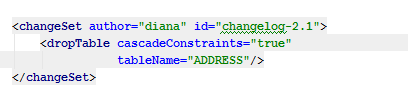 <changeSet author="diana" id="changelog-2.1">
<dropTable cascadeConstraints="true"
tableName="ADDRESS"/>
</changeSet>